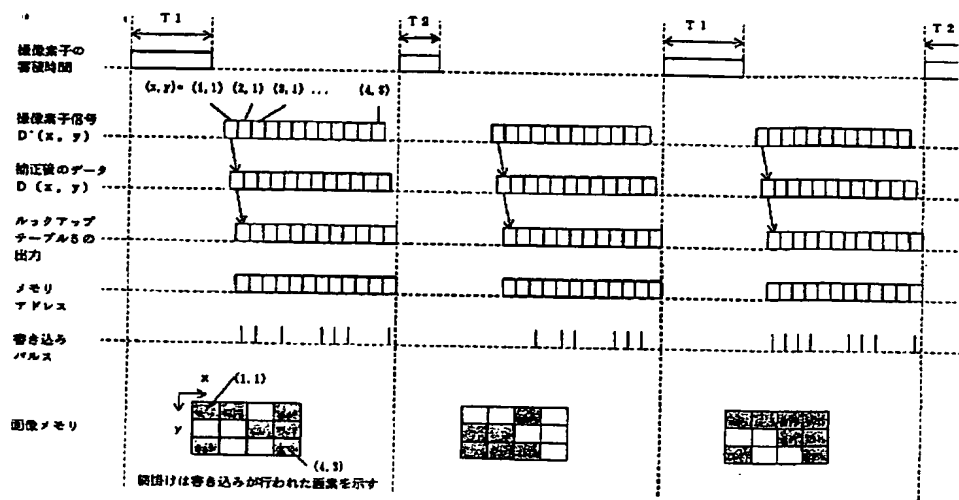 T1
T2
T1
T2
撮像素子の
蓄積時間
(x,y)= (1,1) (2,1) (3,1) ... (4,3)
撮像素子信号
D'(x, y)
補正後のデータ
D (x, y)
ルックアップ
テーブル5の
出力
メモリ
アドレス
書き込み
パルス
x
(1,1)
y
画像メモリ
(4,3)
網掛けは書き込みが行われた画素を示す